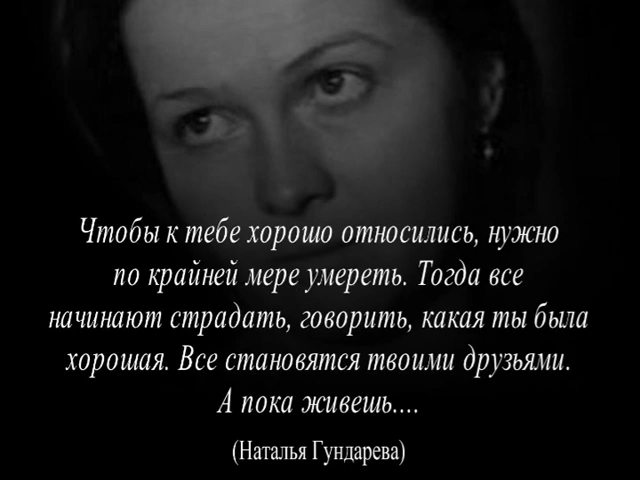 Чтобы к тебе хорошо относились, нужно
по крайней мере умереть. Тогда все
начинают страдать, говорить, какая ты была
хорошая. Все становятся твоими друзьями.
А пока живешь....
(Наталья Гундарева)